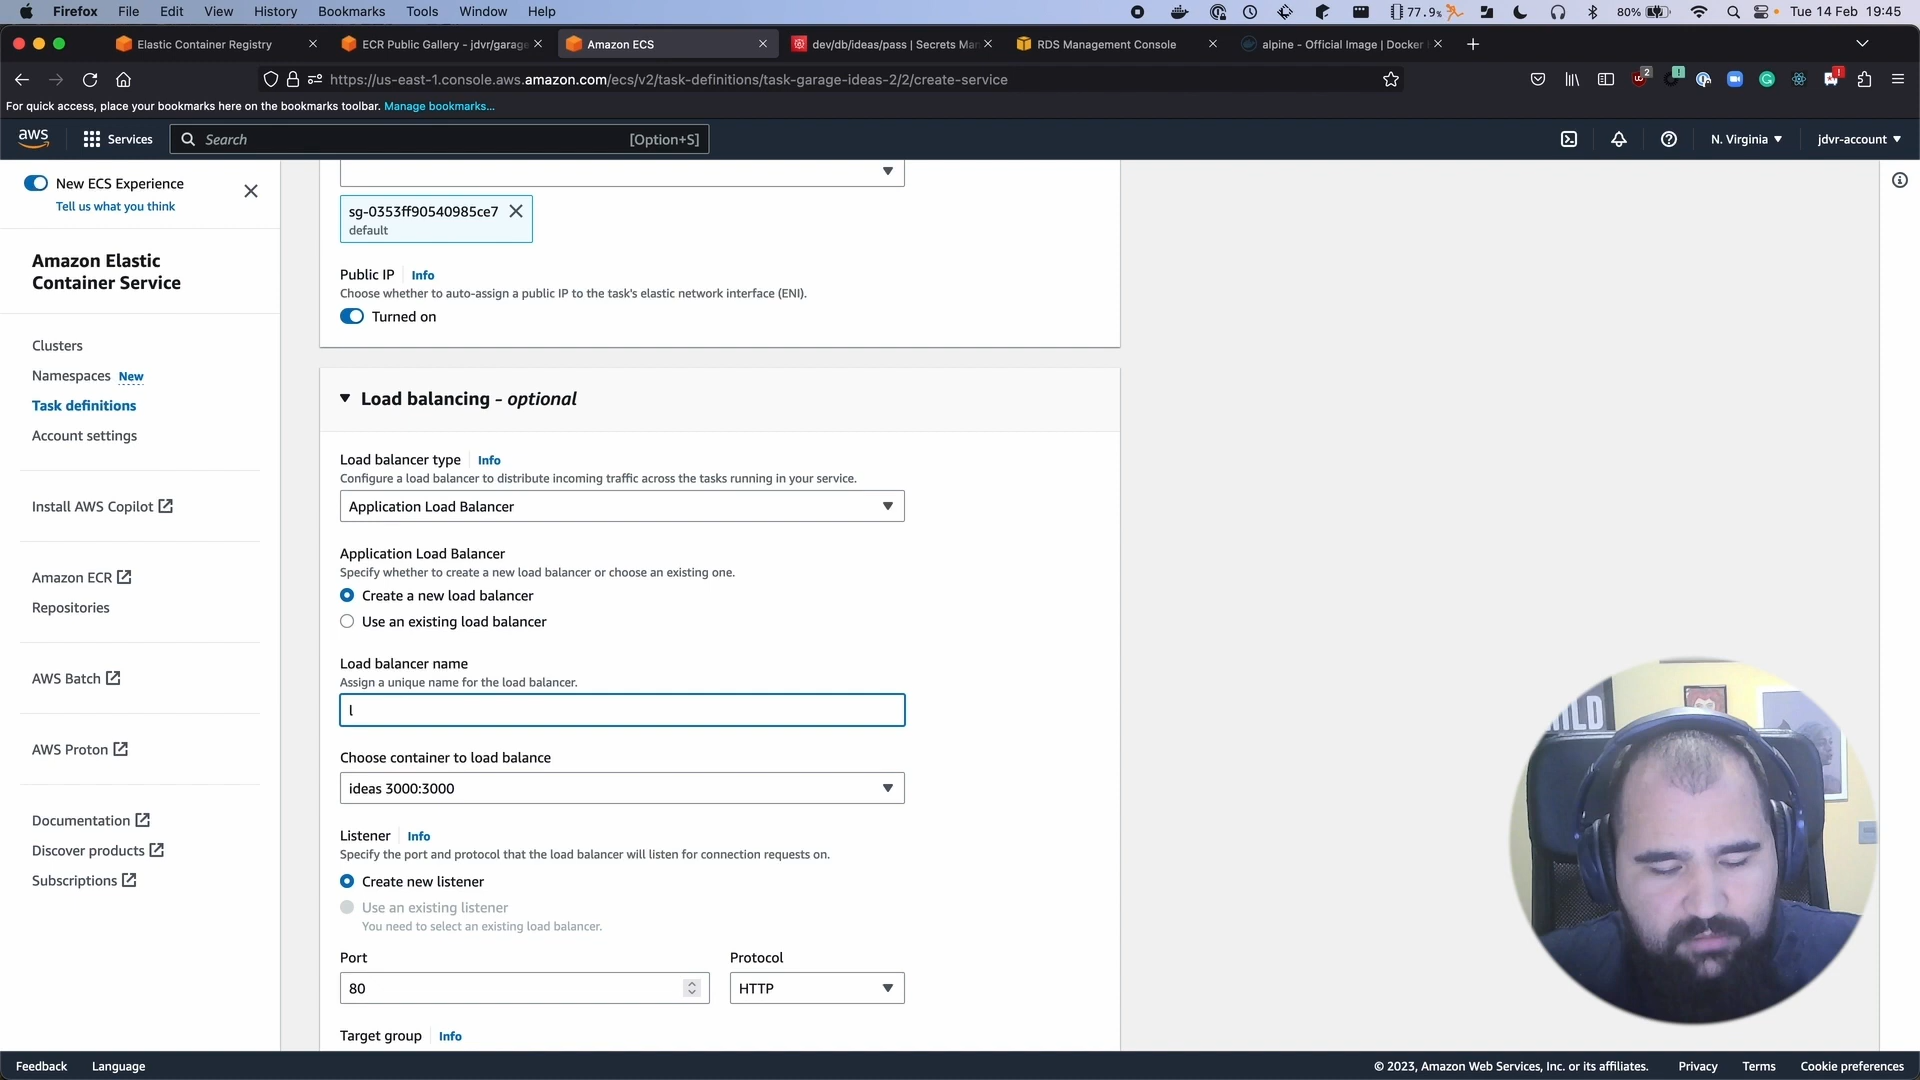 Firefox File Edit View History Bookmarks Tools Window Help 77.9% 80% Tue 14 Feb 19:45
Elastic Container Registry
ECR Public Gallery - jdvr/garage
Amazon ECS
dev/db/ideas/pass | Secrets Mar
RDS Management Console
alpine - Official Image | Docker
https://us-east-1.console.aws.amazon.com/ecs/v2/task-definitions/task-garage-ideas-2/2/create-service
2
For quick access, place your bookmarks here on the bookmarks toolbar. Manage bookmarks...
aws Services Search [Option+S] N. Virginia jdvr-account
New ECS Experience
Tell us what you think
Amazon Elastic
Container Service
Clusters
Namespaces New
Task definitions
Account settings
Install AWS Copilot
Amazon ECR
Repositories
AWS Batch
AWS Proton
Documentation
Discover products
Subscriptions
sg-0353ff90540985ce7
default
Public IP Info
Choose whether to auto-assign a public IP to the task's elastic network interface (ENI).
Turned on
Load balancing - optional
Load balancer type Info
Configure a load balancer to distribute incoming traffic across the tasks running in your service.
Application Load Balancer
Application Load Balancer
Specify whether to create a new load balancer or choose an existing one.
Create a new load balancer
Use an existing load balancer
Load balancer name
Assign a unique name for the load balancer.
l
Choose container to load balance
ideas 3000:3000
Listener Info
Specify the port and protocol that the load balancer will listen for connection requests on.
Create new listener
Use an existing listener
You need to select an existing load balancer.
Port Protocol
80 HTTP
Target group Info
Feedback Language © 2023, Amazon Web Services, Inc. or its affiliates. Privacy Terms Cookie preferences